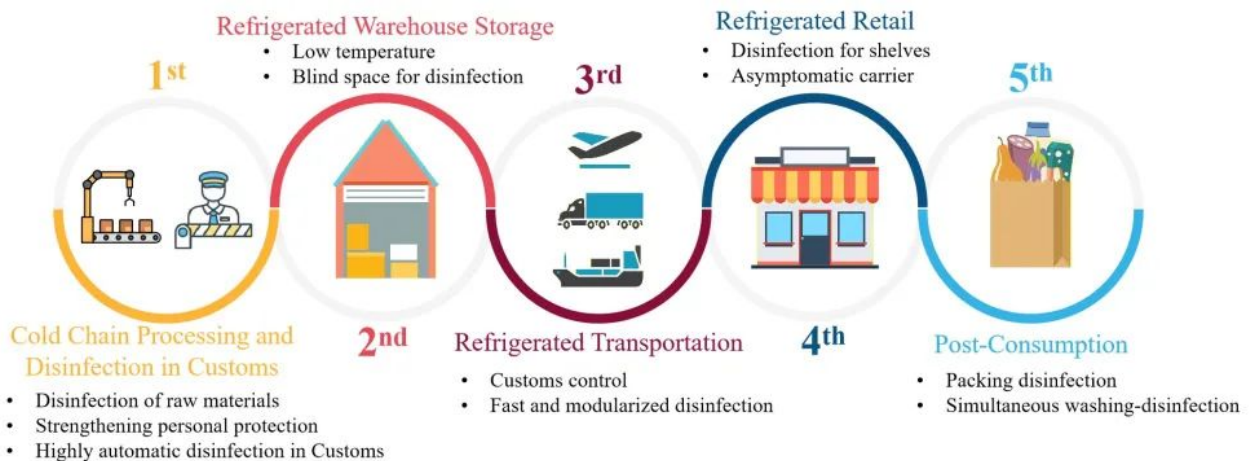 1st
Cold Chain Processing and
Disinfection in Customs
• Disinfection of raw materials
• Strengthening personal protection
• Highly automatic disinfection in Customs
Refrigerated Warehouse Storage
• Low temperature
• Blind space for disinfection
2nd
3rd
Refrigerated Transportation
• Customs control
• Fast and modularized disinfection
Refrigerated Retail
• Disinfection for shelves
• Asymptomatic carrier
4th
5th
Post-Consumption
• Packing disinfection
• Simultaneous washing-disinfection